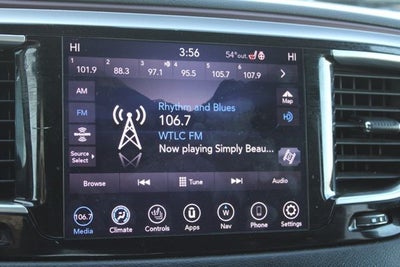 HI 3:56 54°out. HI
1 2 3 4 5 6
101.9 88.3 97.1 95.5 105.7 107.9
AM
FM
Source
Select
Rhythm and Blues
106.7
WTLC FM
Now playing Simply Beau...
Map
Browse Tune Audio
106.7
Media Climate Controls Apps Nav Phone Settings